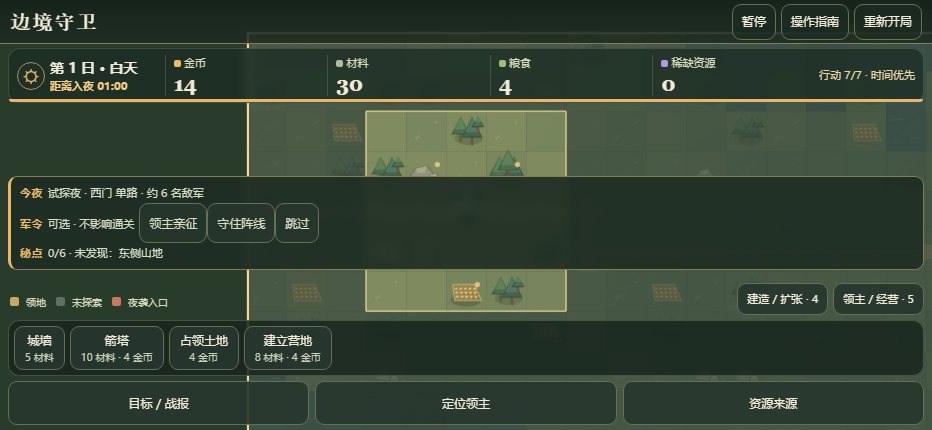 边境守卫
暂停 操作指南 重新开局
第 1 日 · 白天
距离入夜 01:00
金币
14
材料
30
粮食
4
稀缺资源
0
行动 7/7 · 时间优先
今夜 试探夜 · 西门 单路 · 约 6 名敌军
军令 可选 · 不影响通关 领主亲征 守住阵线 跳过
秘点 0/6 · 未发现：东侧山地
领地 未探索 夜袭入口
建造 / 扩张 · 4 领主 / 经营 · 5
城墙
5 材料
箭塔
10 材料 · 4 金币
占领土地
4 金币
建立营地
8 材料 · 4 金币
目标 / 战报 定位领主 资源来源